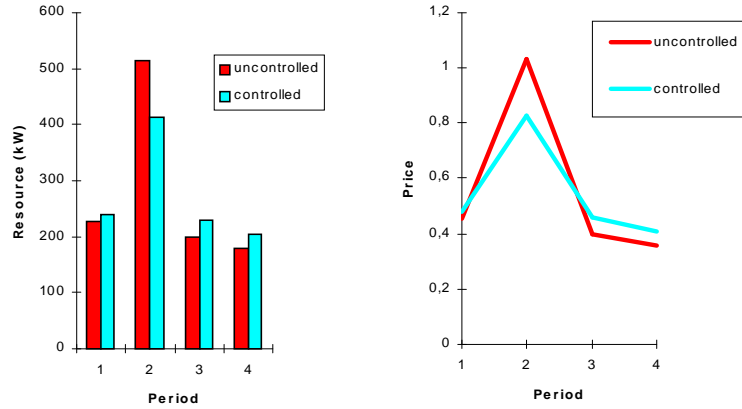 600
500
400
300
200
100
0
Resource (kW)
1 2 3 4
Period
uncontrolled
controlled
1,2
1
0,8
0,6
0,4
0,2
0
Price
1 2 3 4
Period
uncontrolled
controlled